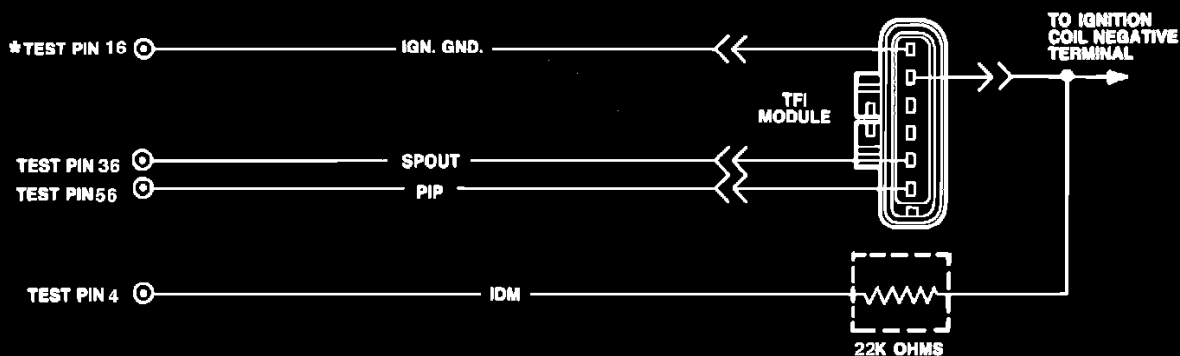 *TEST PIN 16
IGN. GND.
TO IGNITION
COIL NEGATIVE
TERMINAL
TFI
MODULE
TEST PIN 36
SPOUT
TEST PIN 56
PIP
TEST PIN 4
IDM
22K OHMS